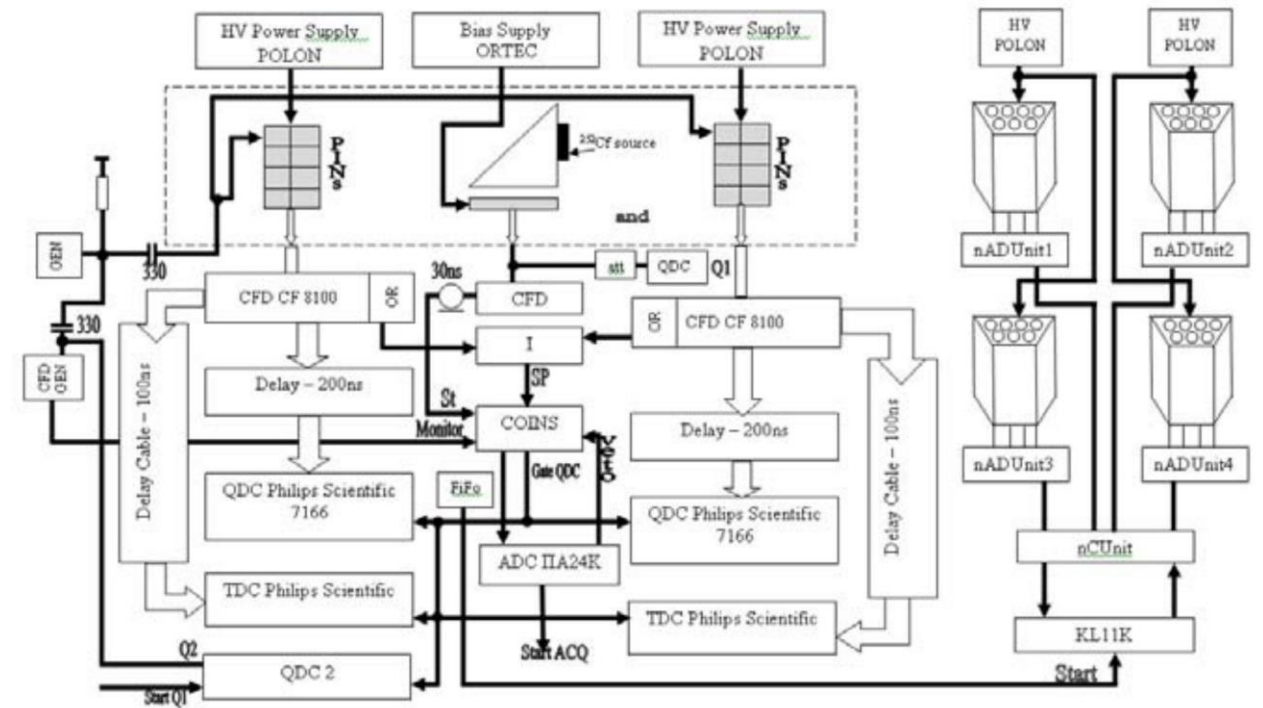 HV Power Supply
POLON
Bias Supply
ORTEC
HV Power Supply
POLON
HV
POLON
HV
POLON
PINs
252Cf source
PINs
and
nADUnit1
nADUnit2
GEN
330
30ns
att
QDC
Q1
CFD CF 8100
OR
CFD
OR
CFD CF 8100
330
I
SP
CFD
GEN
Delay – 200ns
St
COINS
Monitor
Delay – 200ns
Delay Cable – 100ns
Delay Cable – 100ns
Gate QDC
nADUnit3
nADUnit4
QDC Philips Scientific
7166
FiFo
QDC Philips Scientific
7166
nCUnit
ADC ПА24K
TDC Philips Scientific
TDC Philips Scientific
KL11K
Q2
Start ACQ
QDC 2
Start
Start Q1